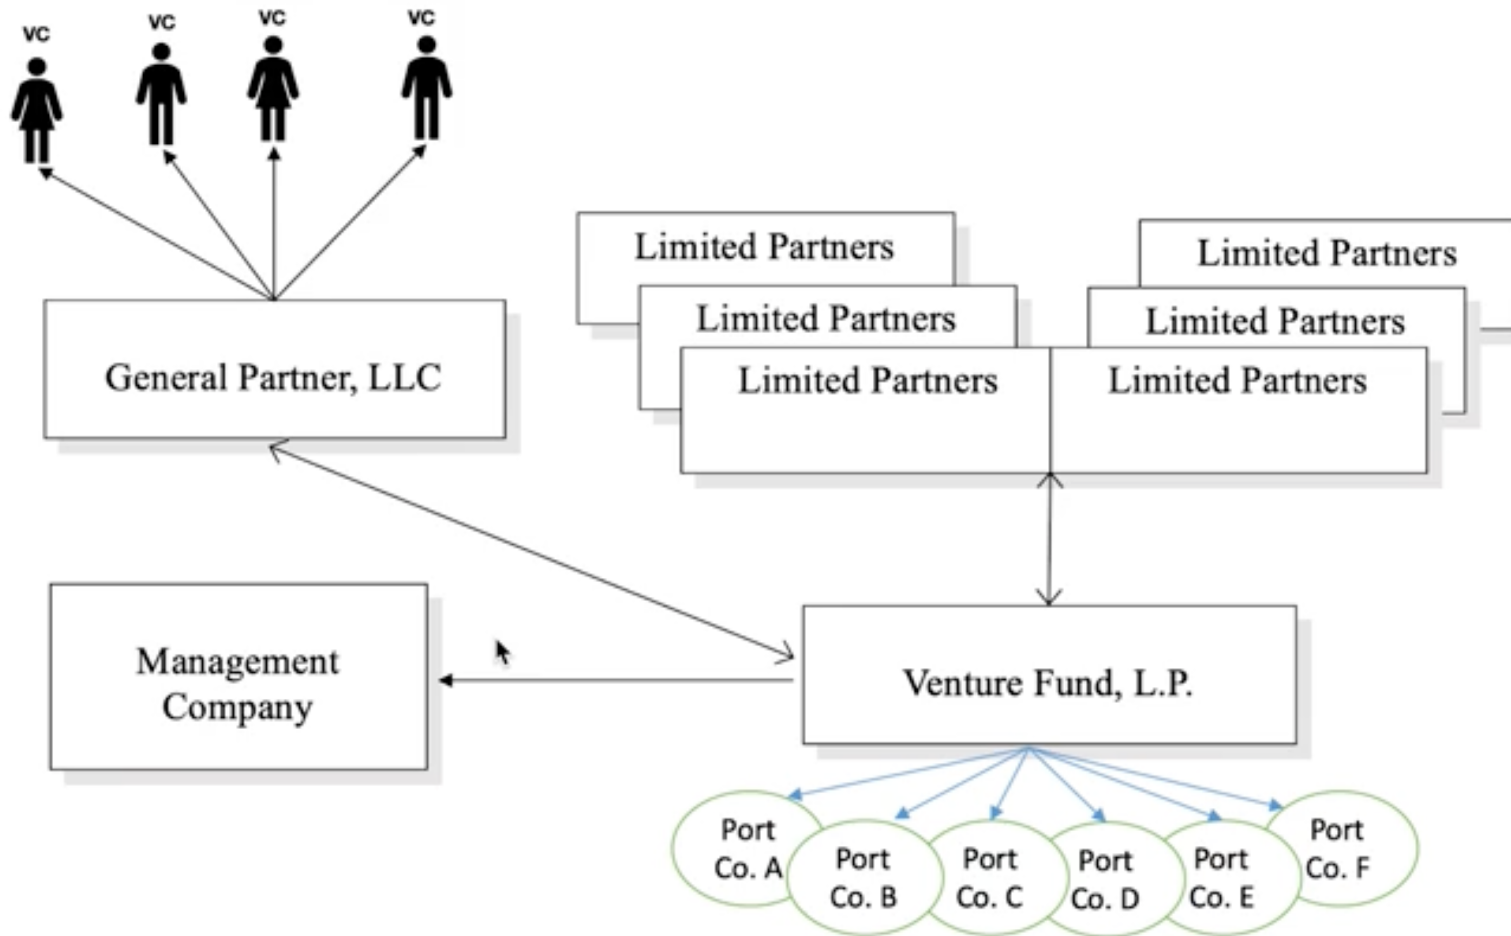 VC
VC
VC
VC
General Partner, LLC
Limited Partners
Limited Partners
Limited Partners
Limited Partners
Limited Partners
Limited Partners
Management
Company
Venture Fund, L.P.
Port
Co. A
Port
Co. B
Port
Co. C
Port
Co. D
Port
Co. E
Port
Co. F